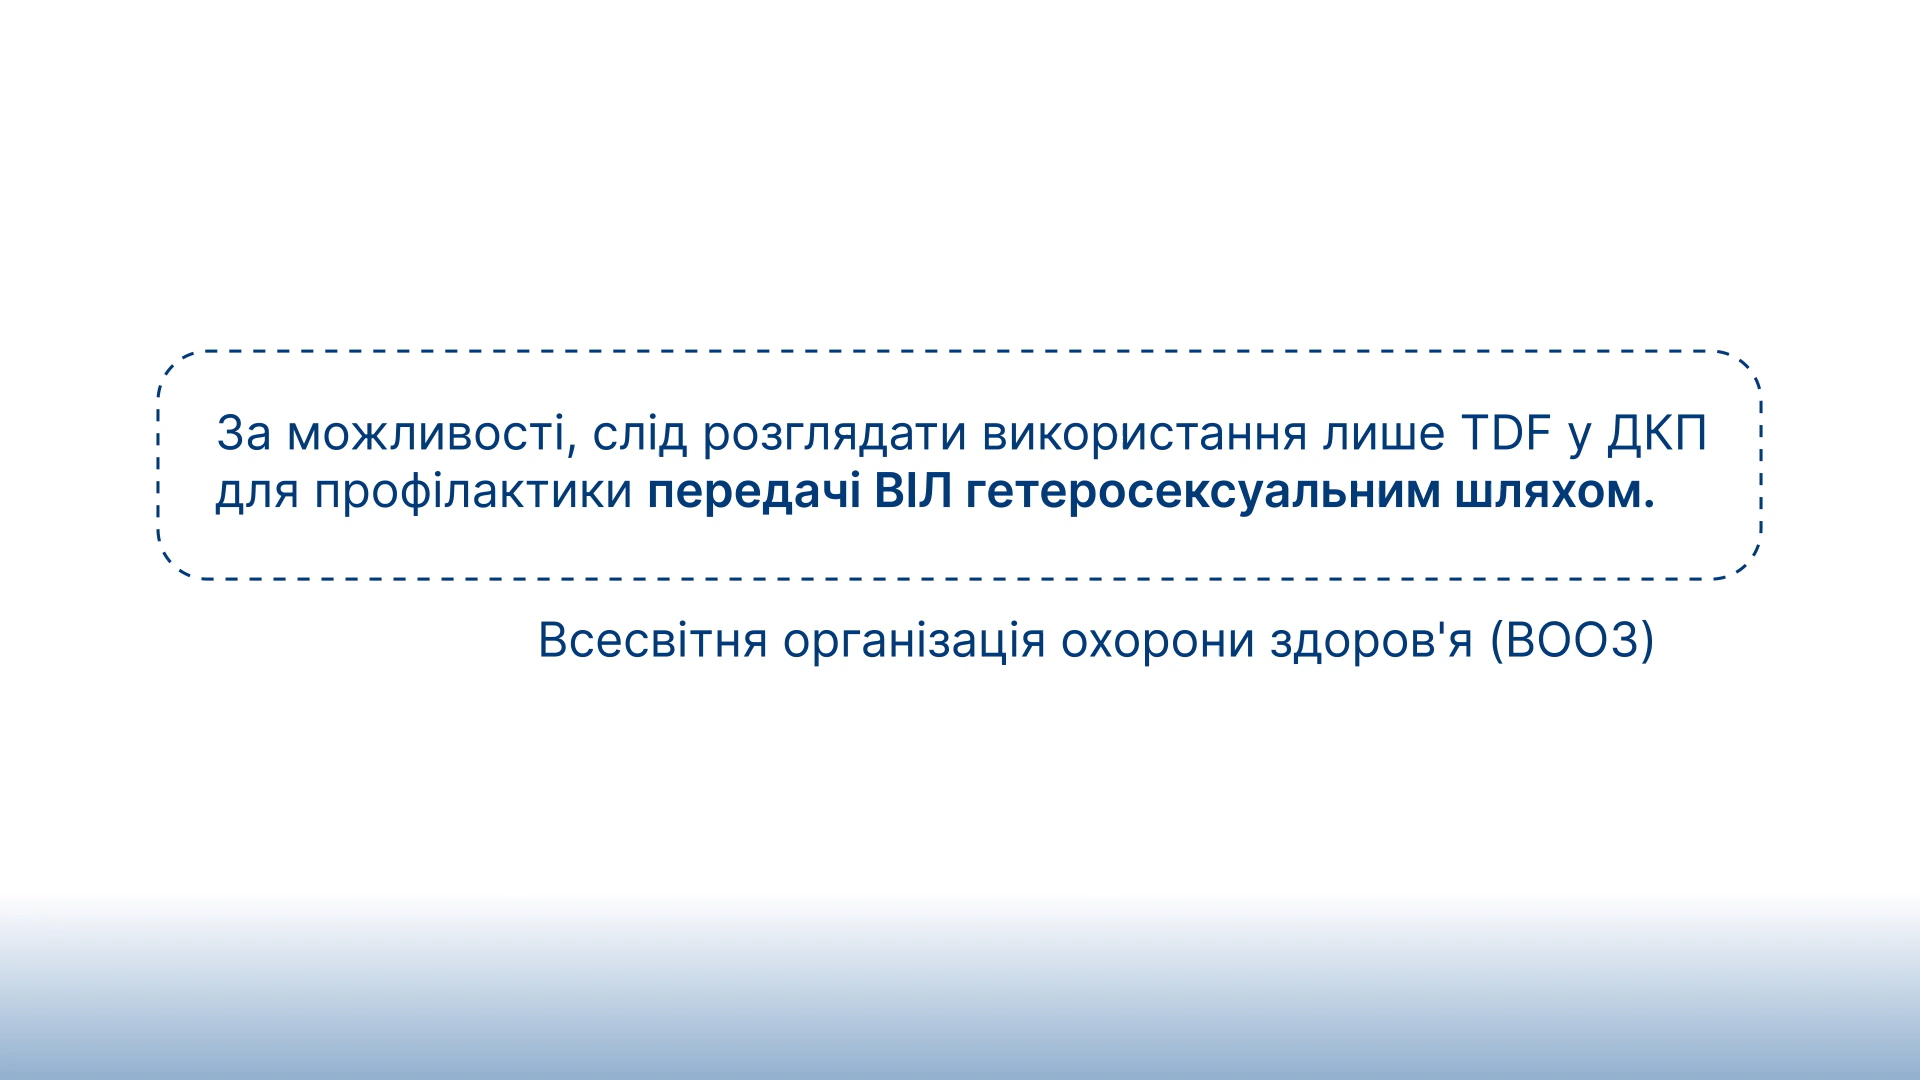 За можливості, слід розглядати використання лише TDF у ДКП
для профілактики передачі ВІЛ гетеросексуальним шляхом.
Всесвітня організація охорони здоров'я (ВООЗ)